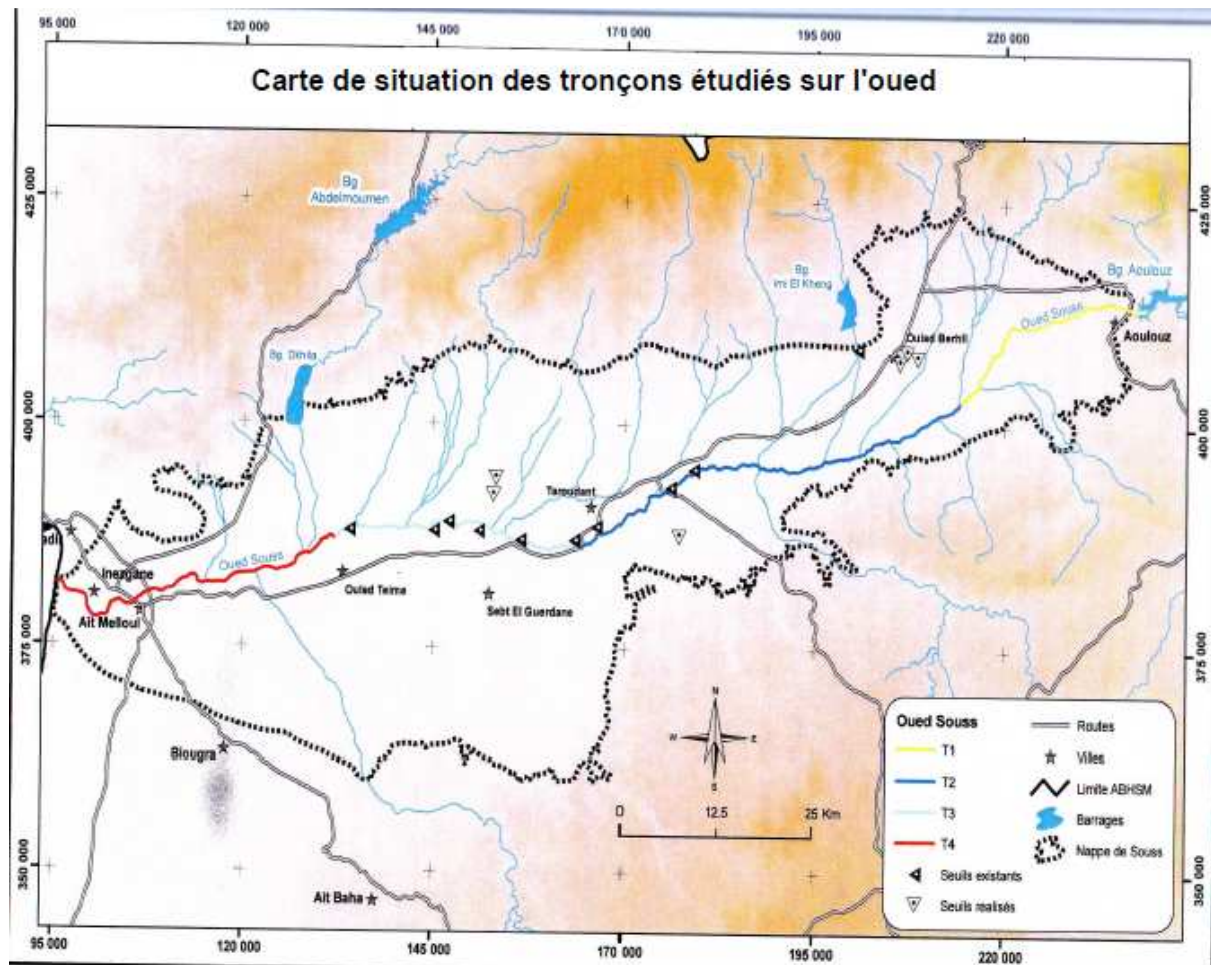 95 000
120 000
145 000
170 000
195 000
220 000
Carte de situation des tronçons étudiés sur l'oued
425 000
425 000
Bg
Abdelmoumen
Bg
Imi El Kheng
Bg Aoulouz
Oued Souss
Aoulouz
Ouled Berhil
Bg Dkhila
400 000
400 000
Taroudant
Oued Souss
Inezgane
Ouled Teima
Sebt El Guerdane
Ait Melloul
375 000
375 000
N
W
E
S
Biougra
0
12.5
25 Km
Ait Baha
350 000
350 000
Oued Souss
T1
T2
T3
T4
Seuils existants
Seuils réalisés
Routes
Villes
Limite ABHSM
Barrages
Nappe de Souss
95 000
120 000
145 000
170 000
195 000
220 000